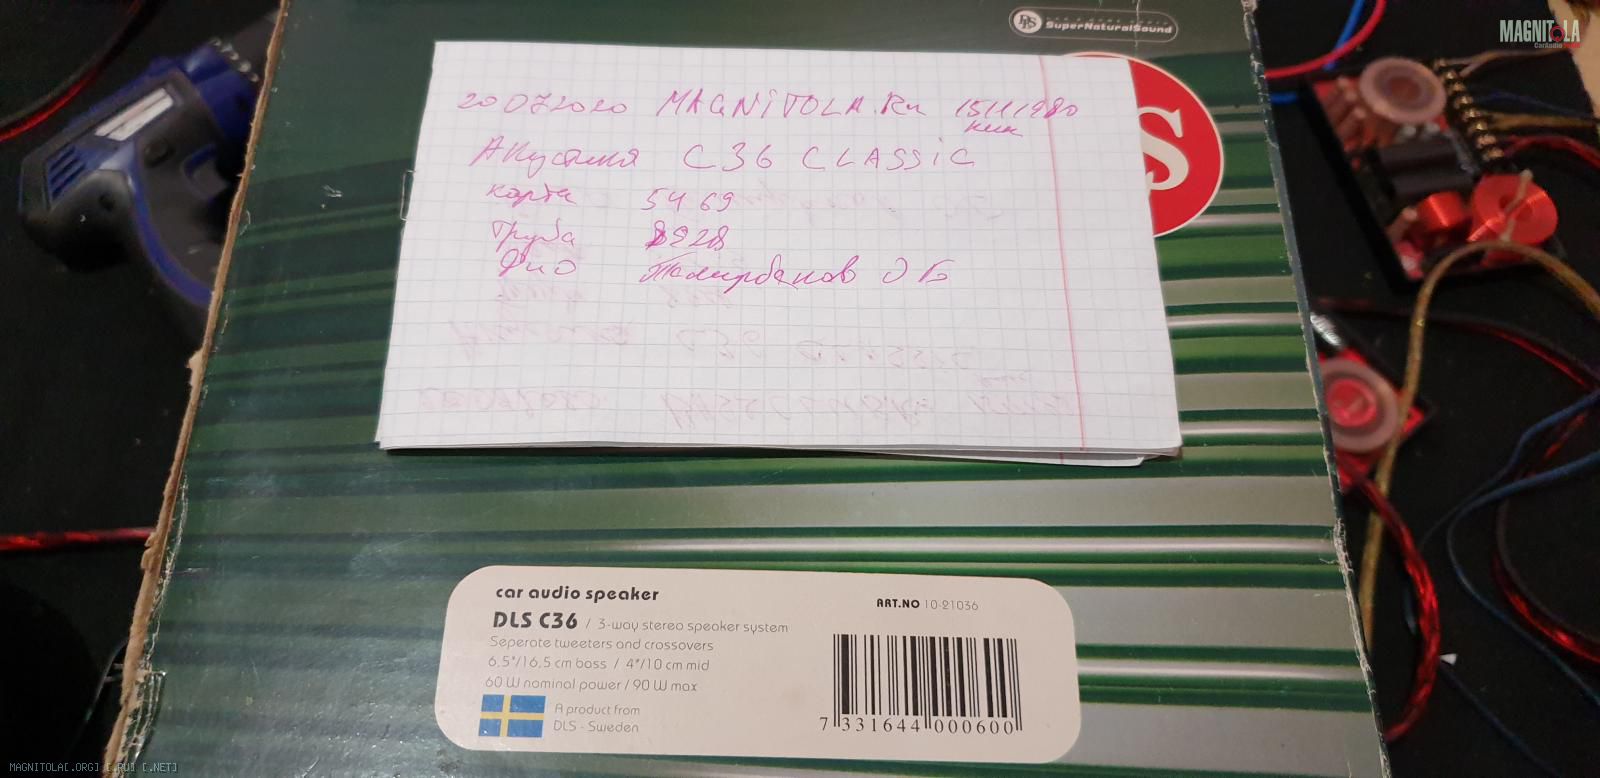 DLS
SuperNaturalSound
MAGNITOLA
CarAudio
S
20072020 MAGNITOLA.Ru 15111980
ник
Акустика C36 CLASSIC
карта 5469
труба 8928
ФИО О Б
car audio speaker
ART.NO 10-21036
DLS C36 / 3-way stereo speaker system
Seperate tweeters and crossovers
6.5"/16.5 cm bass / 4"/10 cm mid
60 W nominal power / 90 W max
A product from
DLS - Sweden
7 331644 000600
MAGNITOLA[.ORG] [.RU] [.NET]